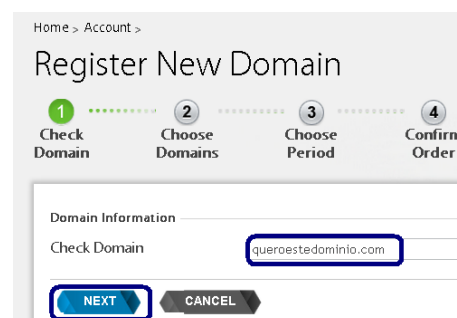 Home > Account >
Register New Domain
1 2 3 4
Check Choose Choose Confirm
Domain Domains Period Order
Domain Information
Check Domain queroestedominio.com
NEXT CANCEL